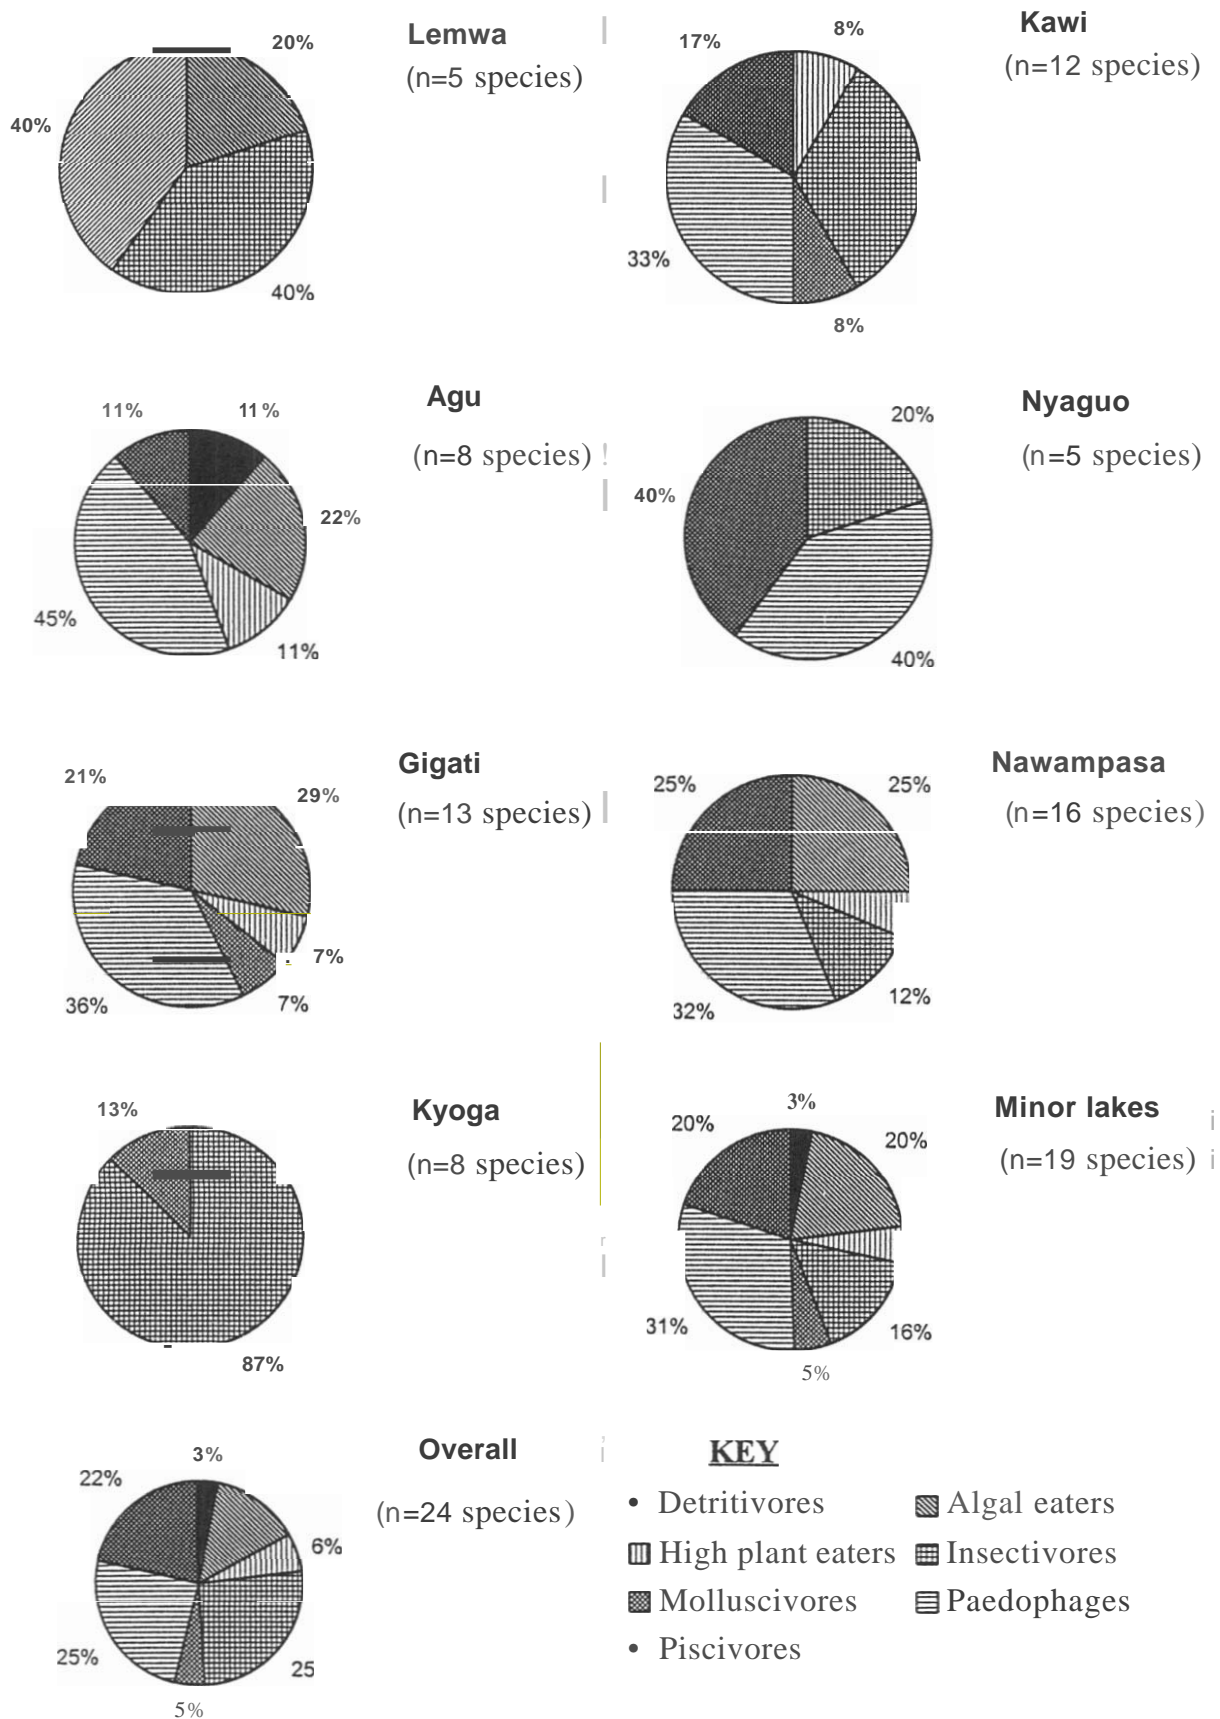 20%
Lemwa
(n=5 species)
40%
40%
17%
8%
Kawi
(n=12 species)
33%
8%
11%
11%
Agu
(n=8 species)
22%
45%
11%
20%
Nyaguo
(n=5 species)
40%
40%
21%
29%
Gigati
(n=13 species)
7%
36%
7%
25%
25%
Nawampasa
(n=16 species)
32%
12%
13%
Kyoga
(n=8 species)
87%
20%
3%
20%
Minor lakes
(n=19 species)
31%
16%
5%
22%
3%
Overall
(n=24 species)
6%
25%
25
5%
KEY
• Detritivores
Algal eaters
High plant eaters
Insectivores
Molluscivores
Paedophages
• Piscivores